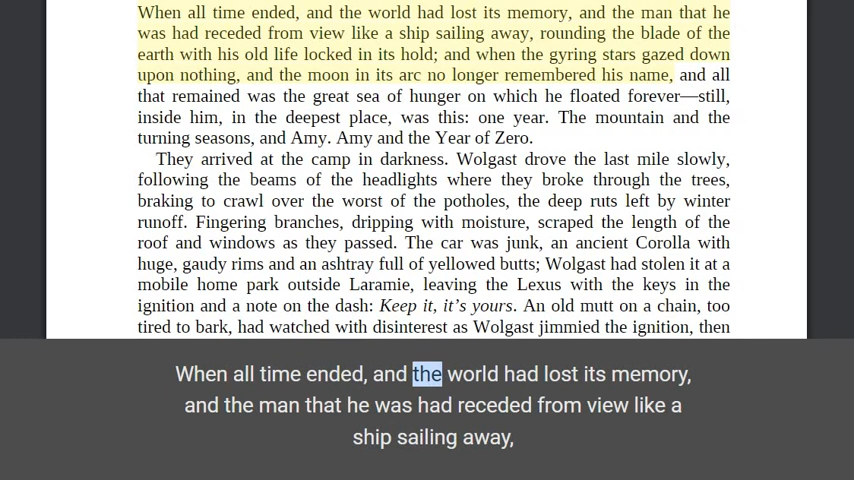 When all time ended, and the world had lost its memory, and the man that he
was had receded from view like a ship sailing away, rounding the blade of the
earth with his old life locked in its hold; and when the gyring stars gazed down
upon nothing, and the moon in its arc no longer remembered his name, and all
that remained was the great sea of hunger on which he floated forever—still,
inside him, in the deepest place, was this: one year. The mountain and the
turning seasons, and Amy. Amy and the Year of Zero.
They arrived at the camp in darkness. Wolgast drove the last mile slowly,
following the beams of the headlights where they broke through the trees,
braking to crawl over the worst of the potholes, the deep ruts left by winter
runoff. Fingering branches, dripping with moisture, scraped the length of the
roof and windows as they passed. The car was junk, an ancient Corolla with
huge, gaudy rims and an ashtray full of yellowed butts; Wolgast had stolen it at a
mobile home park outside Laramie, leaving the Lexus with the keys in the
ignition and a note on the dash: Keep it, it’s yours. An old mutt on a chain, too
tired to bark, had watched with disinterest as Wolgast jimmied the ignition, then
When all time ended, and the world had lost its memory,
and the man that he was had receded from view like a
ship sailing away,